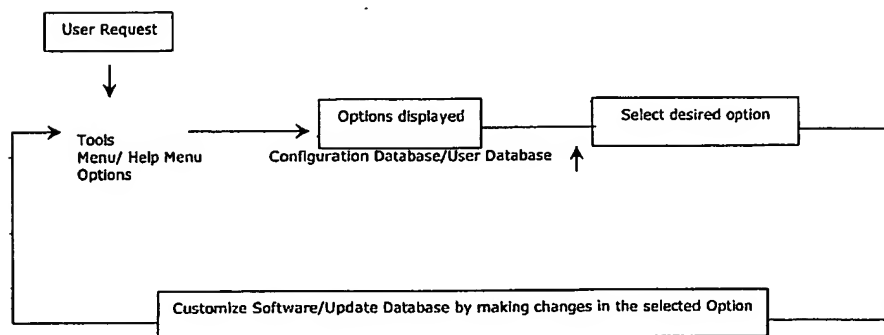 User Request
Options displayed
Select desired option
Tools
Menu/ Help Menu
Options
Configuration Database/User Database
Customize Software/Update Database by making changes in the selected Option